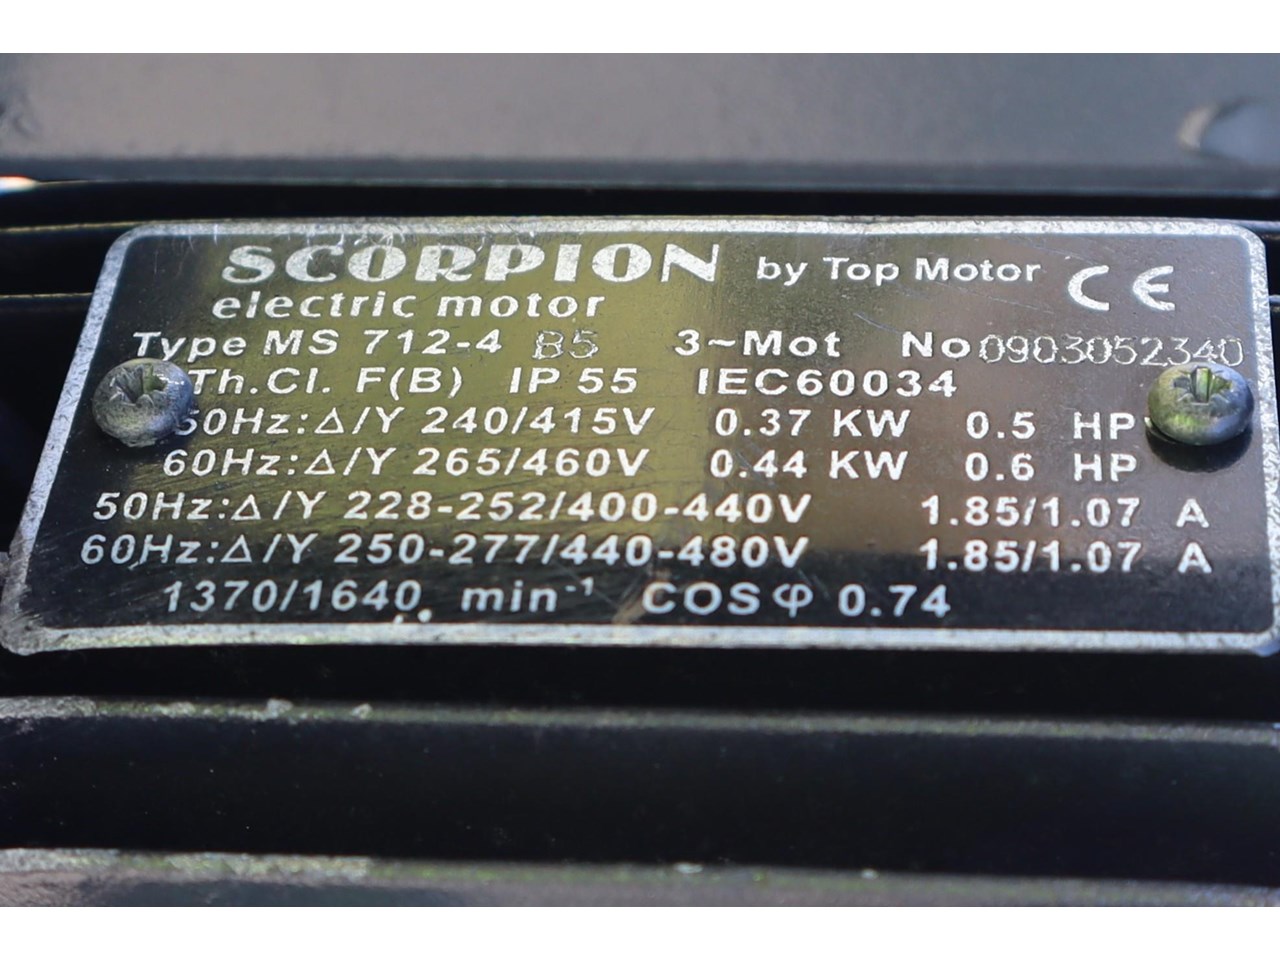 SCORPION by Top Motor CE
electric motor
Type MS 712-4 B5 3~Mot No 0903052340
Th.Cl. F(B) IP 55 IEC60034
50Hz:Δ/Y 240/415V 0.37 KW 0.5 HP
60Hz:Δ/Y 265/460V 0.44 KW 0.6 HP
50Hz:Δ/Y 228-252/400-440V 1.85/1.07 A
60Hz:Δ/Y 250-277/440-480V 1.85/1.07 A
1370/1640 min⁻¹ COSφ 0.74